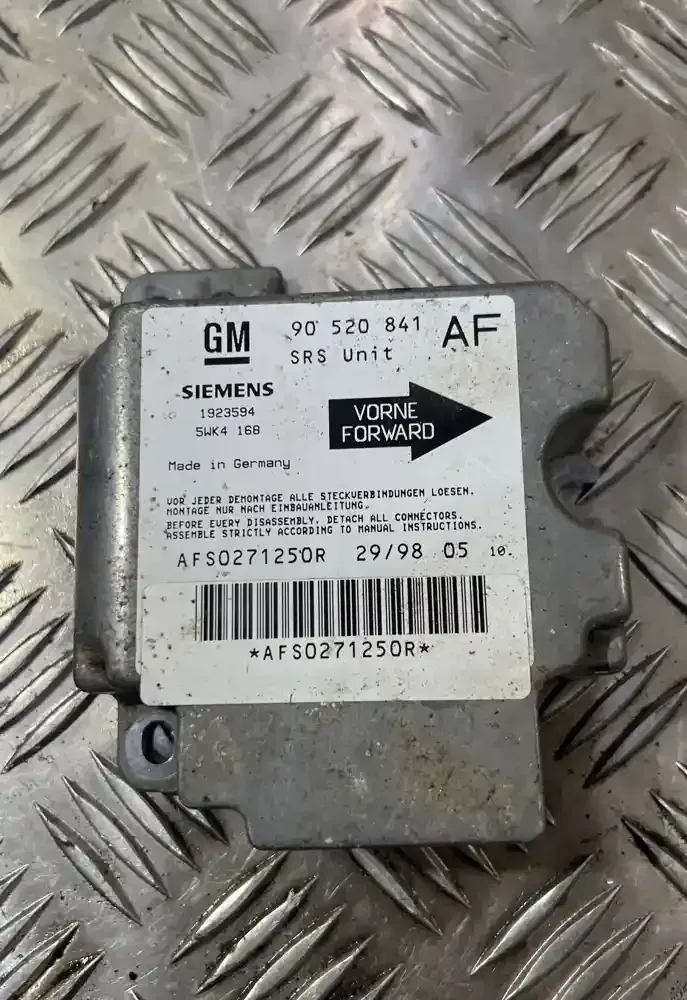 GM 90 520 841 AF
SRS Unit
SIEMENS
1923594
5WK4 168
VORNE
FORWARD
Made in Germany
VOR JEDER DEMONTAGE ALLE STECKVERBINDUNGEN LOESEN.
MONTAGE NUR NACH EINBAUANLEITUNG.
BEFORE EVERY DISASSEMBLY, DETACH ALL CONNECTORS.
ASSEMBLE STRICTLY ACCORDING TO MANUAL INSTRUCTIONS.
AFS0271250R 29/98 05 10.
*AFS0271250R*